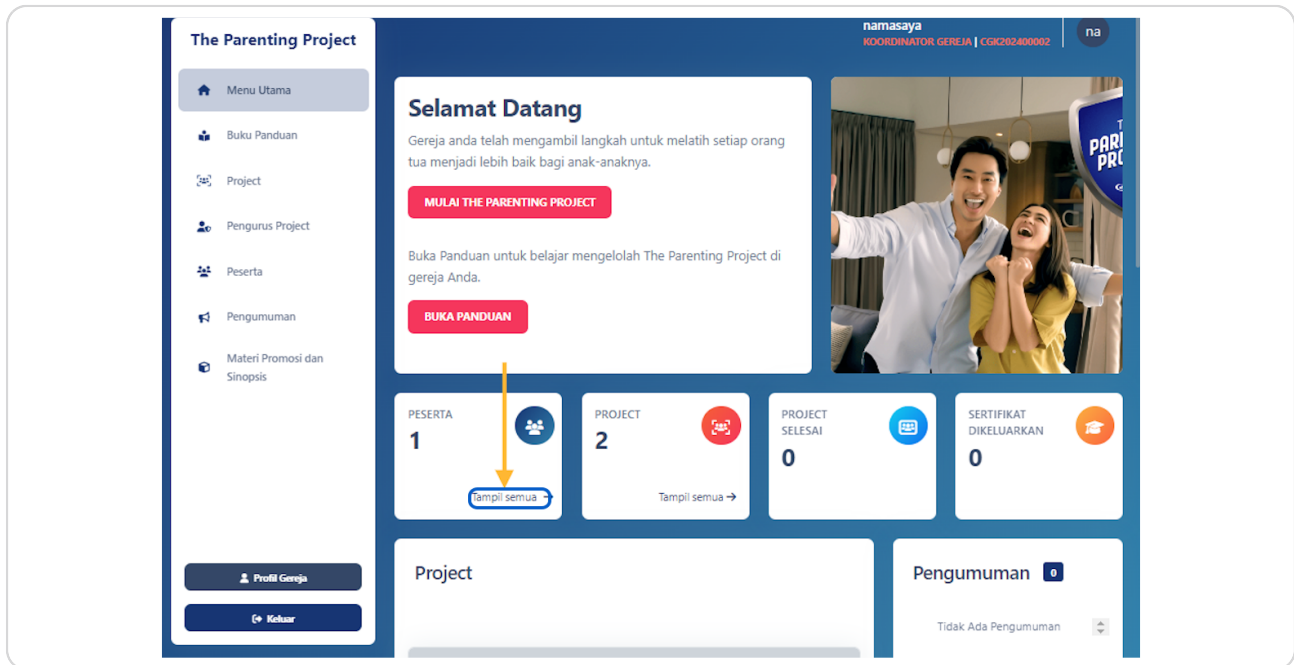 The Parenting Project
Menu Utama
Buku Panduan
Project
Pengurus Project
Peserta
Pengumuman
Materi Promosi dan
Sinopsis
Profil Gereja
Keluar
namasaya
KOORDINATOR GEREJA | CGK202400002
na
Selamat Datang
Gereja anda telah mengambil langkah untuk melatih setiap orang
tua menjadi lebih baik bagi anak-anaknya.
MULAI THE PARENTING PROJECT
Buka Panduan untuk belajar mengelolah The Parenting Project di
gereja Anda.
BUKA PANDUAN
PESERTA
1
Tampil semua →
PROJECT
2
Tampil semua →
PROJECT
SELESAI
0
SERTIFIKAT
DIKELUARKAN
0
Project
Pengumuman 0
Tidak Ada Pengumuman